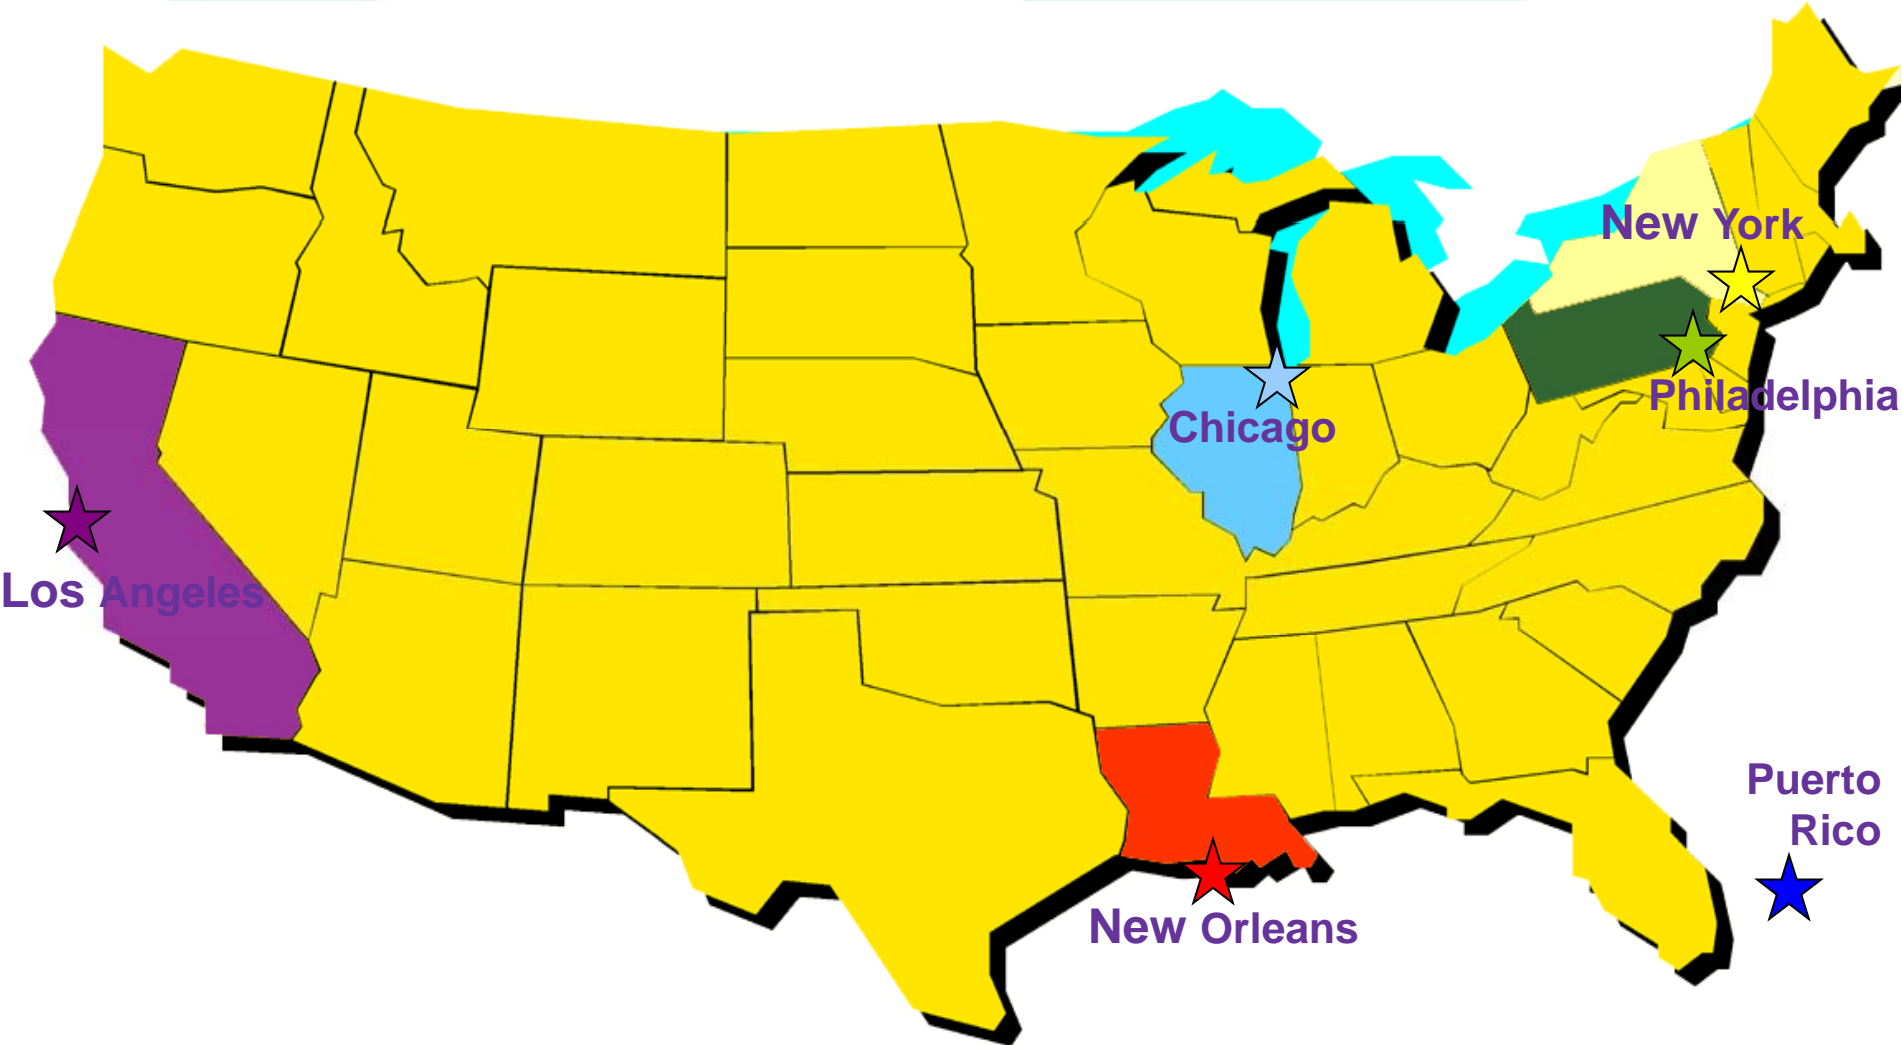 New York
Philadelphia
Chicago
Los Angeles
Puerto
Rico
New Orleans